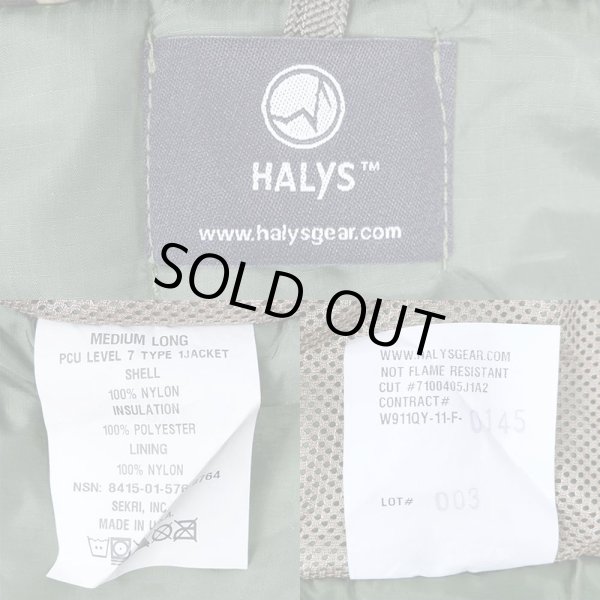 HALYS™
www.halysgear.com
SOLD OUT
MEDIUM LONG
PCU LEVEL 7 TYPE 1JACKET
SHELL
100% NYLON
INSULATION
100% POLYESTER
LINING
100% NYLON
NSN: 8415-01-576-
SEKRI, INC.
MADE IN
WWW.HALYSGEAR.COM
NOT FLAME RESISTANT
CUT #7100405J1A2
CONTRACT#
W911QY-11-F-0145
LOT# 003